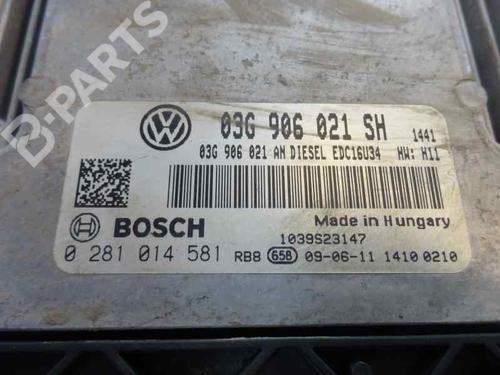 B-PARTS
03G 906 021 SH 1441
03G 906 021 AN DIESEL EDC16U34 HW: H11
BOSCH Made in Hungary
1039S23147
0 281 014 581 RB8 658 09-06-11 1410 0210